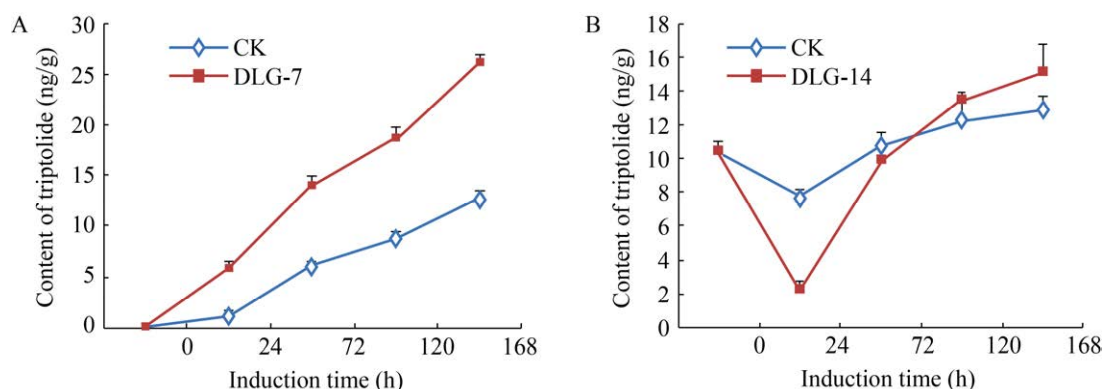 A
Content of triptolide (ng/g)
30
25
20
15
10
5
0
CK
DLG-7
0 24 72 120 168
Induction time (h)
B
Content of triptolide (ng/g)
18
16
14
12
10
8
6
4
2
0
CK
DLG-14
0 24 72 120 168
Induction time (h)